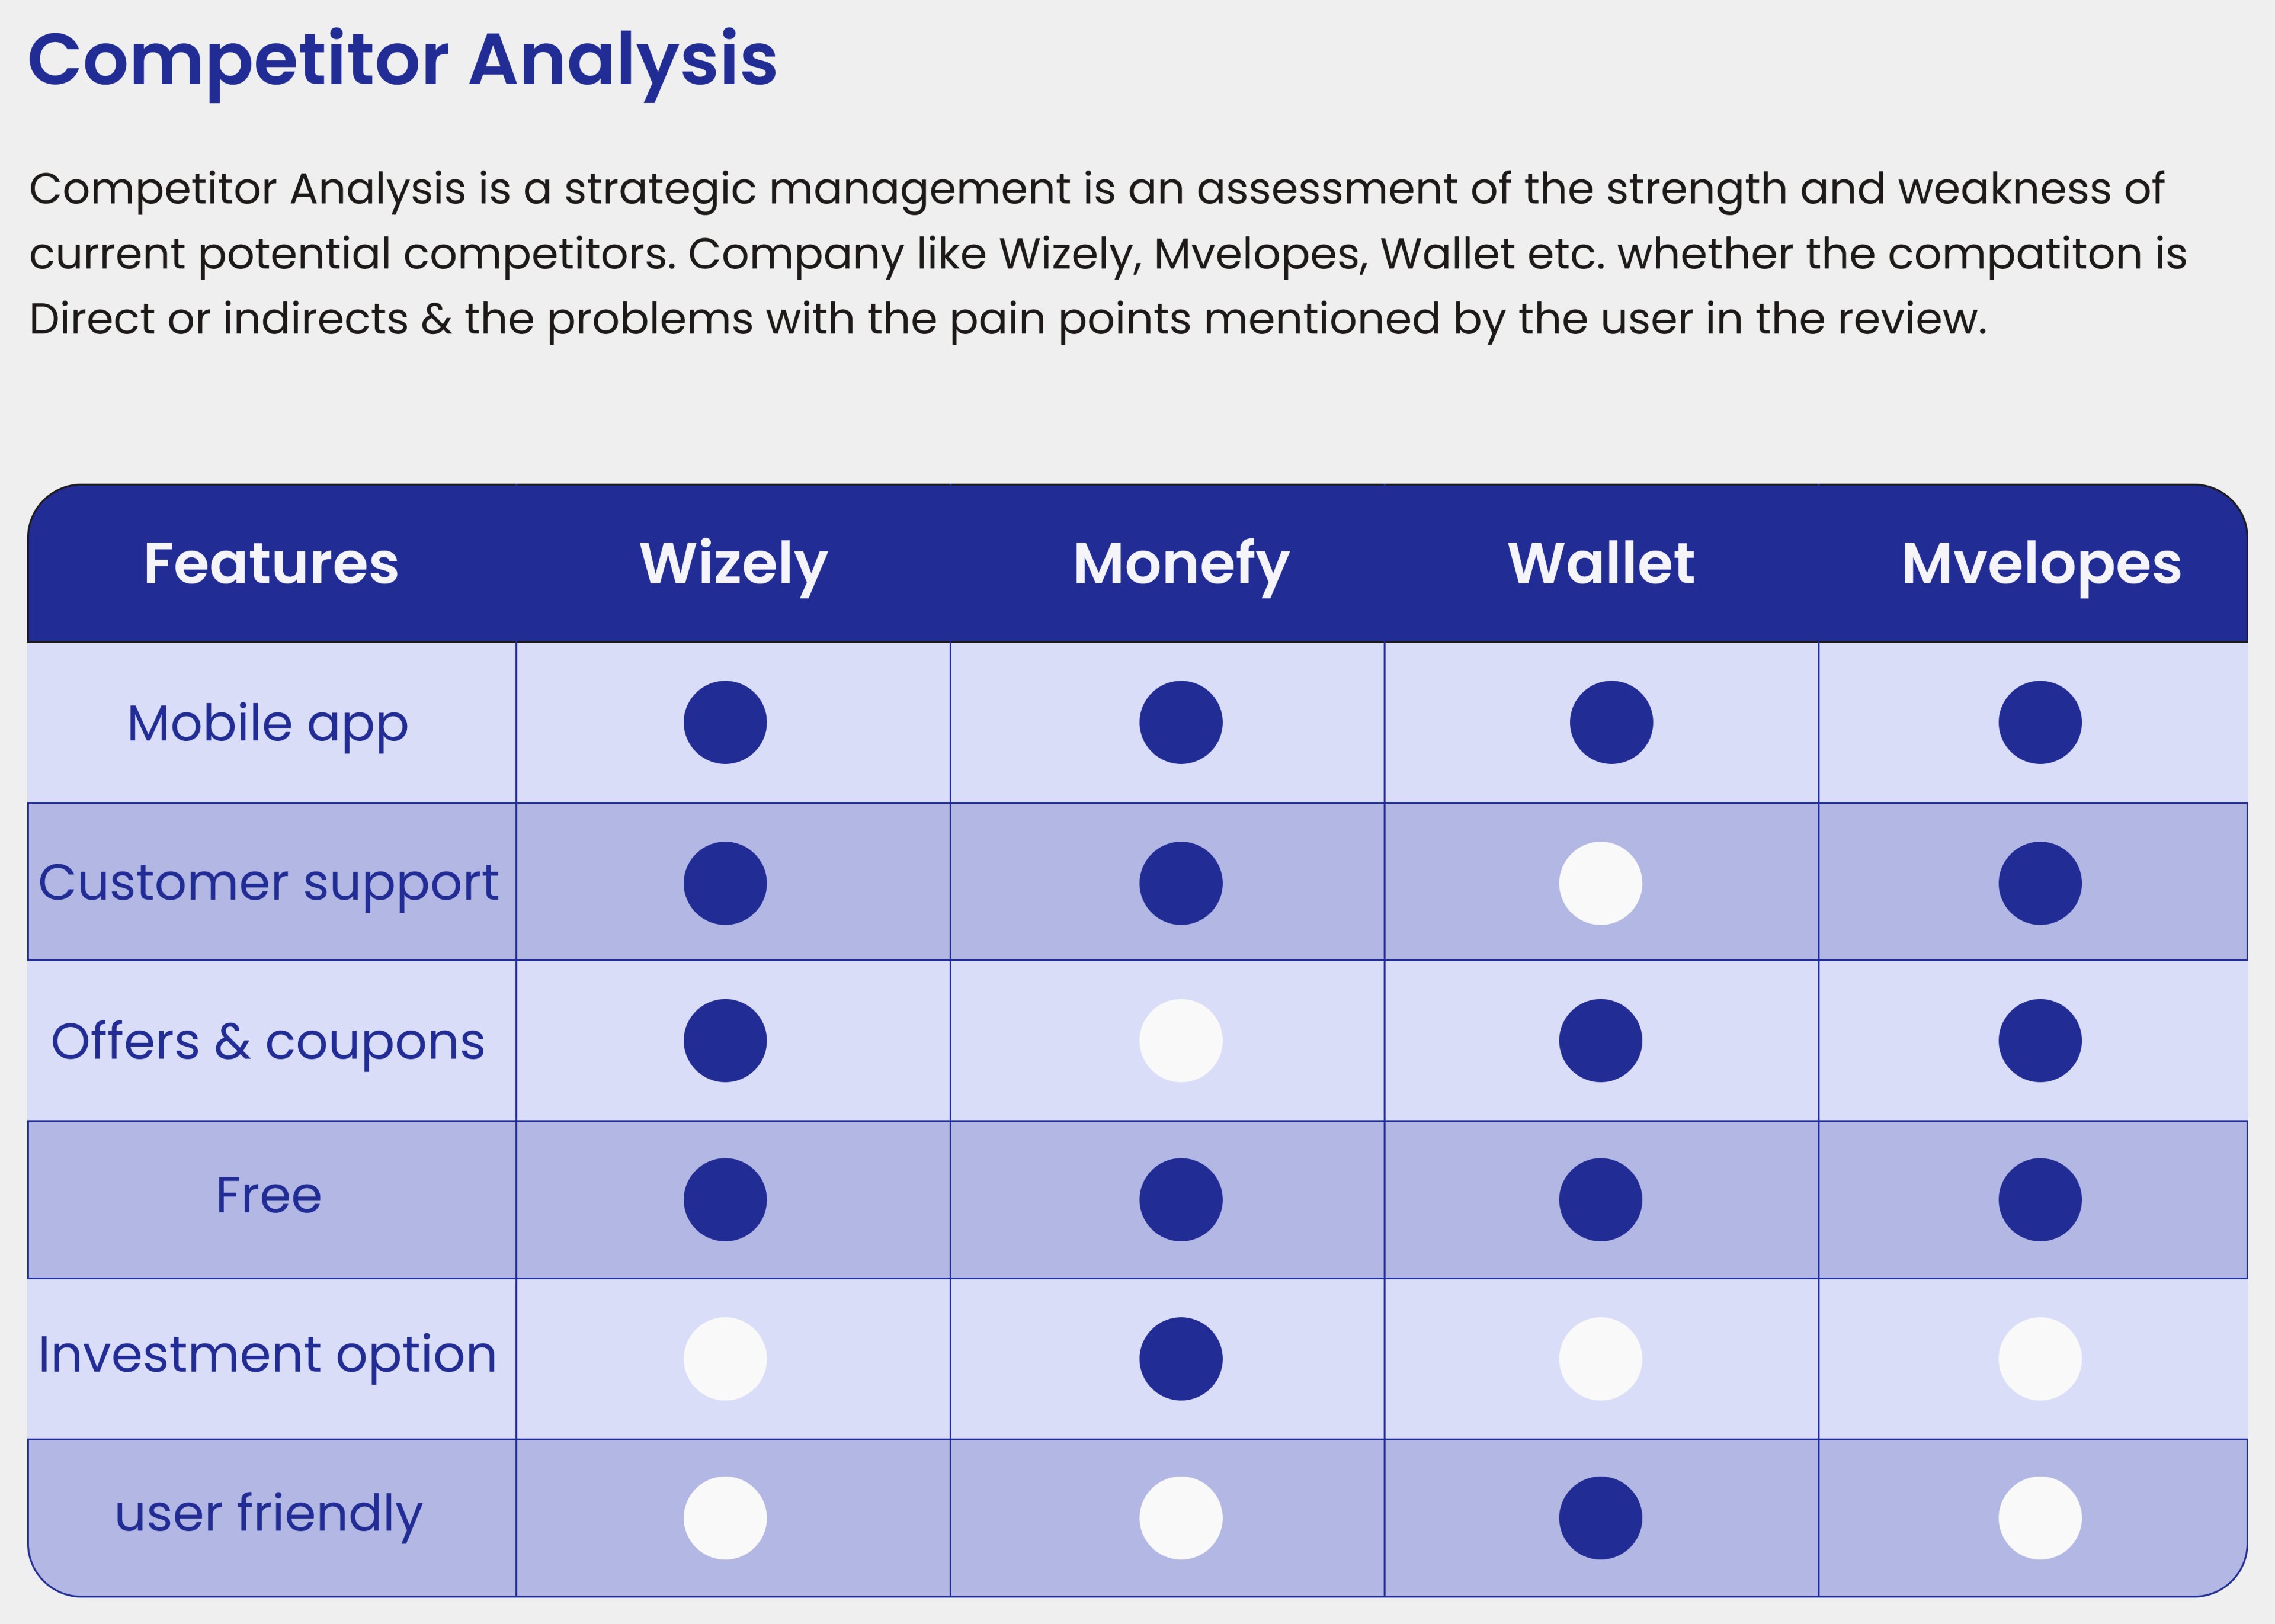 Competitor Analysis
Competitor Analysis is a strategic management is an assessment of the strength and weakness of
current potential competitors. Company like Wizely, Mvelopes, Wallet etc. whether the compatiton is
Direct or indirects & the problems with the pain points mentioned by the user in the review.
Features Wizely Monefy Wallet Mvelopes
Mobile app
Customer support
Offers & coupons
Free
Investment option
user friendly